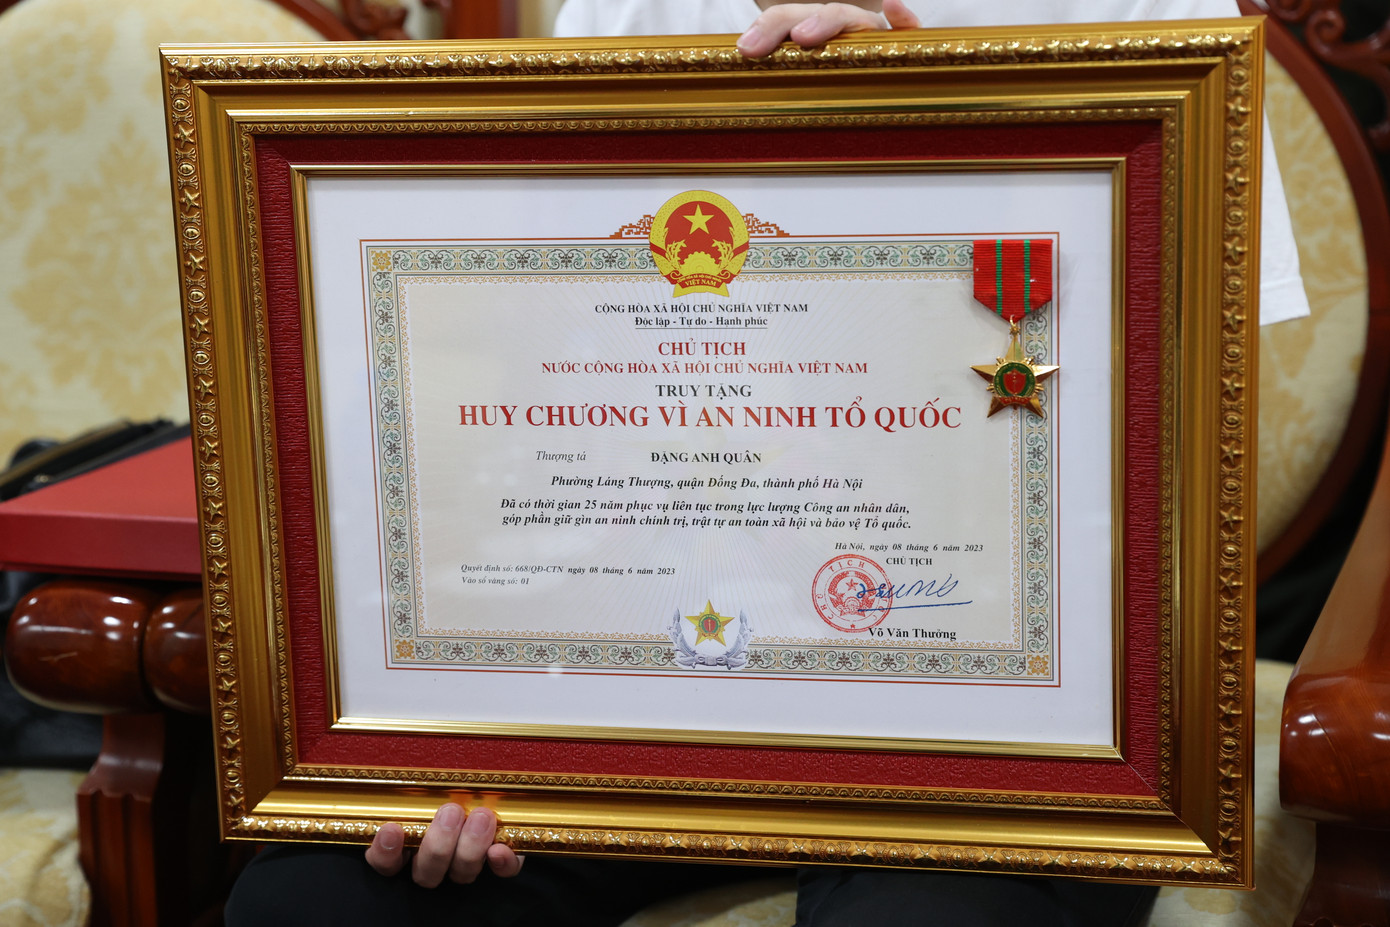 VIỆT NAM
CỘNG HÒA XÃ HỘI CHỦ NGHĨA VIỆT NAM
Độc lập - Tự do - Hạnh phúc
CHỦ TỊCH
NƯỚC CỘNG HÒA XÃ HỘI CHỦ NGHĨA VIỆT NAM
TRUY TẶNG
HUY CHƯƠNG VÌ AN NINH TỔ QUỐC
Thượng tá ĐẶNG ANH QUÂN
Phường Láng Thượng, quận Đống Đa, thành phố Hà Nội
Đã có thời gian 25 năm phục vụ liên tục trong lực lượng Công an nhân dân,
góp phần giữ gìn an ninh chính trị, trật tự an toàn xã hội và bảo vệ Tổ quốc.
Hà Nội, ngày 08 tháng 6 năm 2023
CHỦ TỊCH
Quyết định số: 668/QĐ-CTN ngày 08 tháng 6 năm 2023
Vào sổ vàng số: 01
CHỦ TỊCH
Võ Văn Thưởng